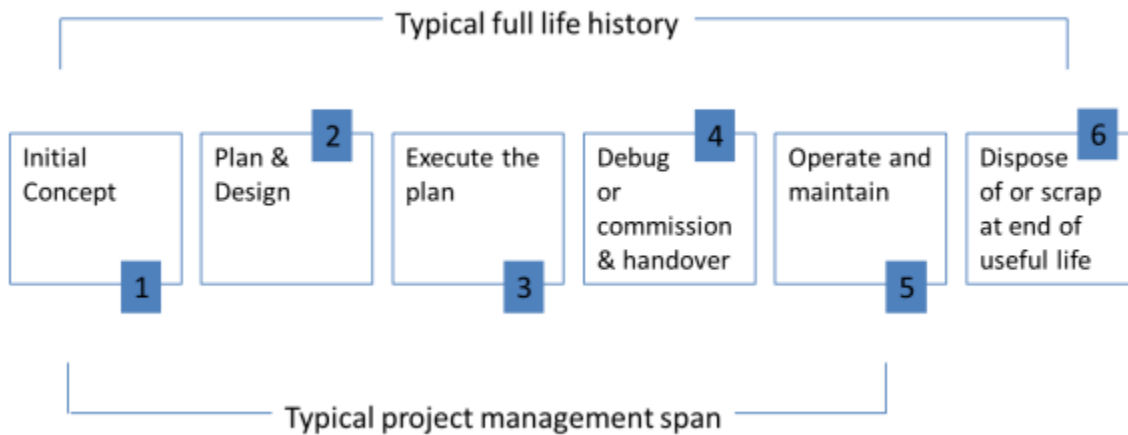 Typical full life history
Initial
Concept
1
Plan &
Design
2
Execute the
plan
3
Debug
or
commission
& handover
4
Operate and
maintain
5
Dispose
of or scrap
at end of
useful life
6
Typical project management span